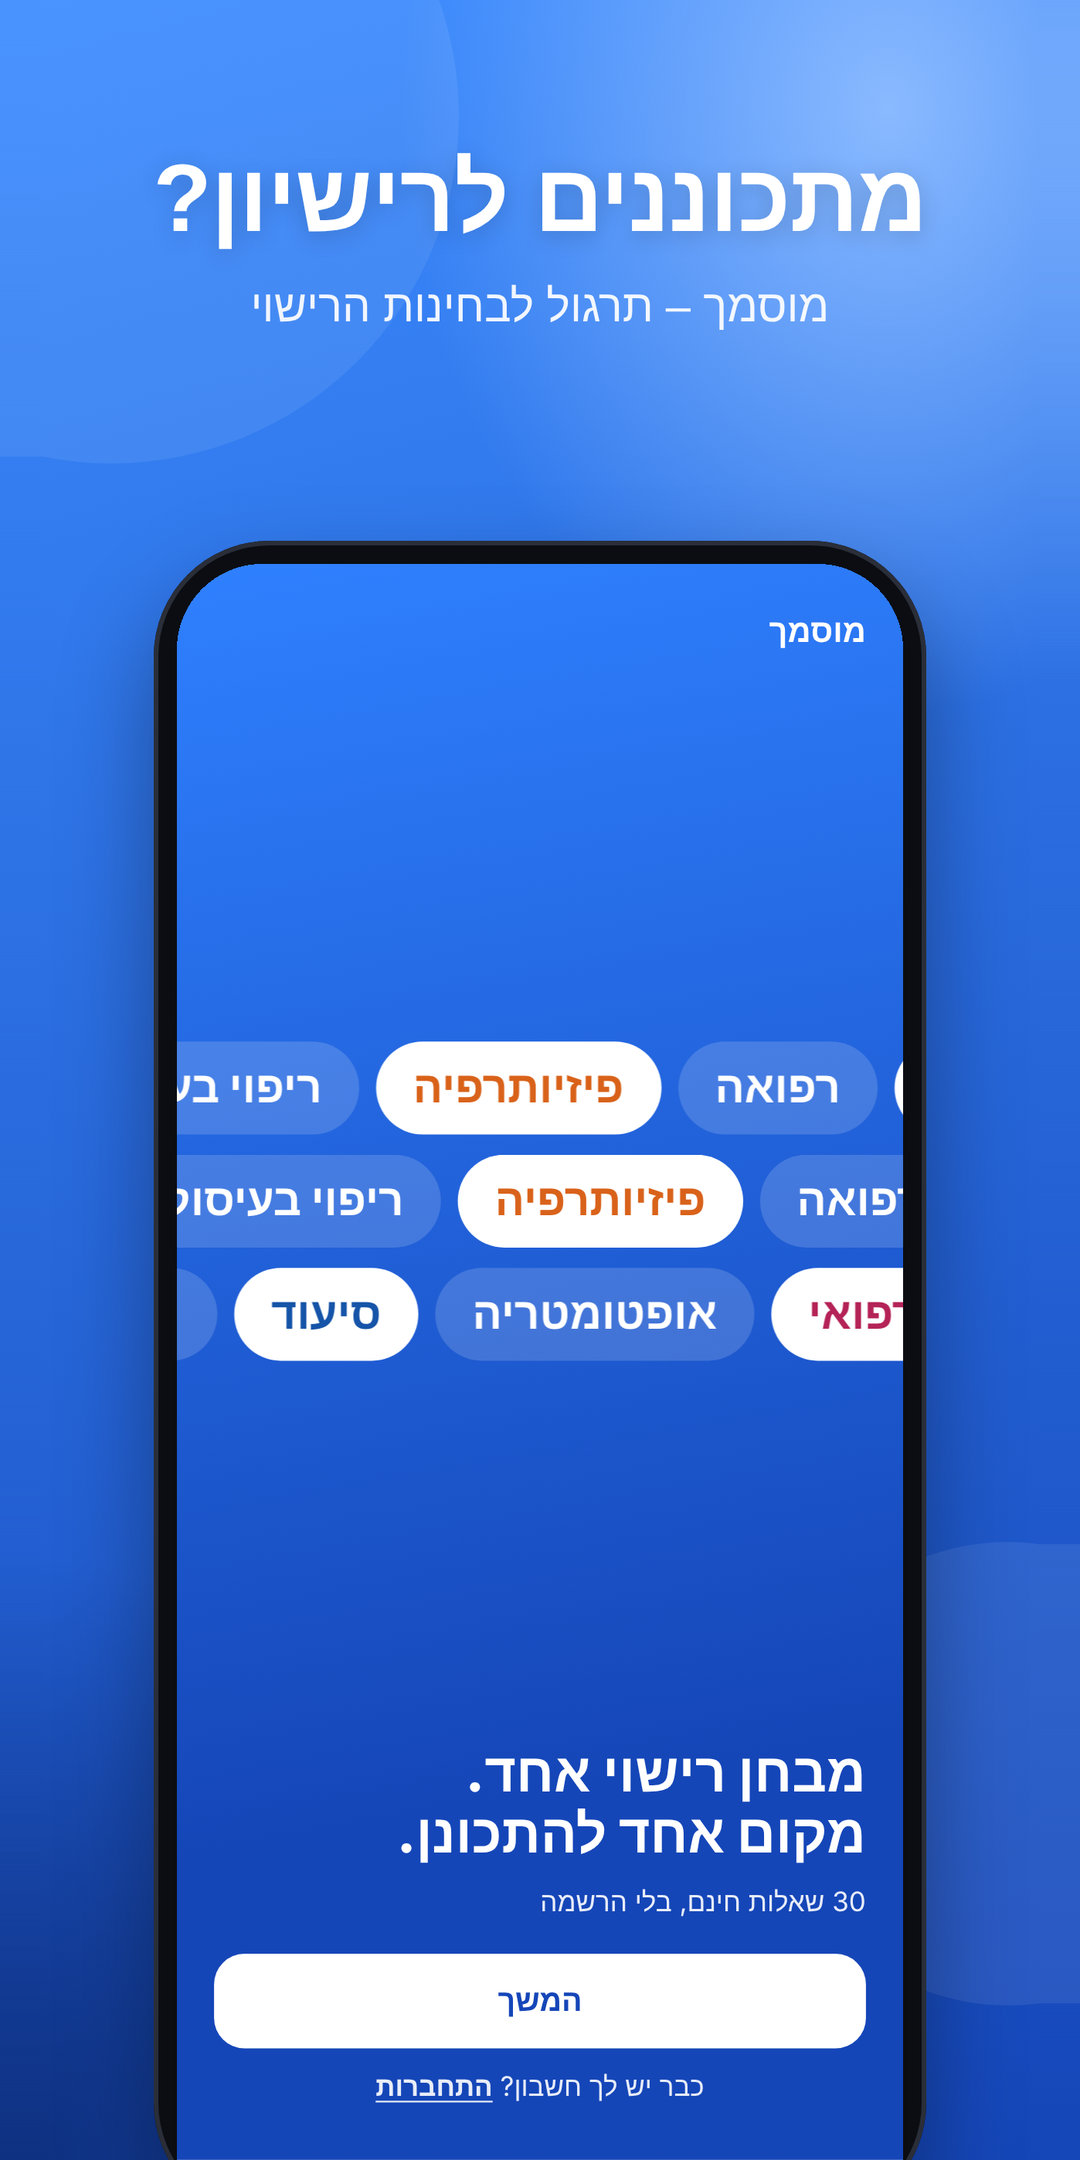 מתכוננים לרישיון?
מוסמך – תרגול לבחינות הרישוי
מוסמך
רפואה פיזיותרפיה ריפוי
פיזיותרפיה ריפוי
אופטומטריה סיעוד
מבחן רישוי אחד.
מקום אחד להתכונן.
30 שאלות חינם, בלי הרשמה
המשך
כבר יש לך חשבון? התחברות